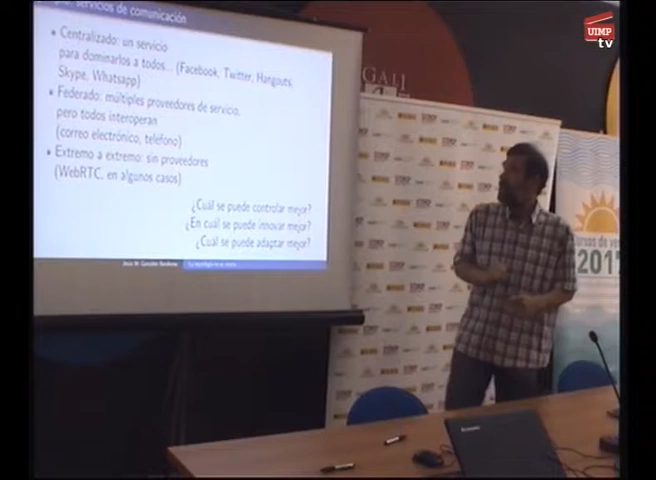 servicios de comunicación
UIMP
tv
• Centralizado: un servicio
para dominarlos a todos... (Facebook, Twitter, Hangouts,
Skype, Whatsapp)
• Federado: múltiples proveedores de servicio,
pero todos interoperan
(correo electrónico, teléfono)
• Extremo a extremo: sin proveedores
(WebRTC, en algunos casos)
¿Cuál se puede controlar mejor?
¿En cuál se puede innovar mejor?
¿Cuál se puede adaptar mejor?
GALI
2017
lenovo